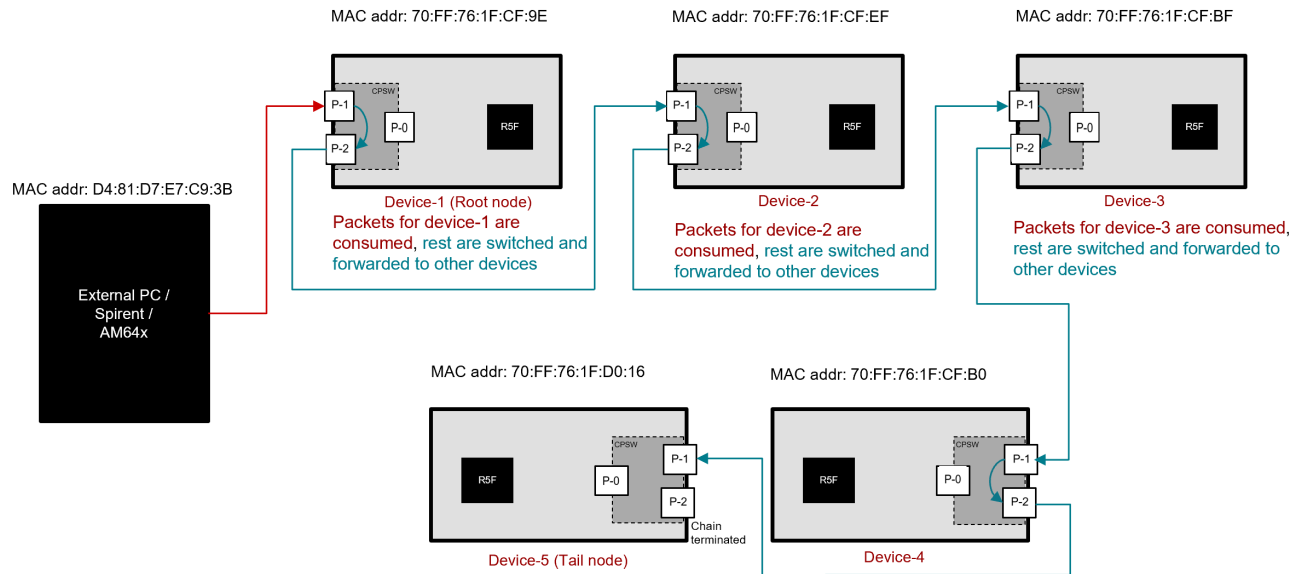 MAC addr: 70:FF:76:1F:CF:9E
MAC addr: 70:FF:76:1F:CF:EF
MAC addr: 70:FF:76:1F:CF:BF
CPSW
P-1
P-0
P-2
R5F
CPSW
P-1
P-0
P-2
R5F
CPSW
P-1
P-0
P-2
R5F
Device-1 (Root node)
Packets for device-1 are
consumed, rest are switched and
forwarded to other devices
Device-2
Packets for device-2 are
consumed, rest are switched and
forwarded to other devices
Device-3
Packets for device-3 are consumed,
rest are switched and forwarded to
other devices
MAC addr: D4:81:D7:E7:C9:3B
External PC /
Spirent /
AM64x
MAC addr: 70:FF:76:1F:D0:16
MAC addr: 70:FF:76:1F:CF:B0
R5F
CPSW
P-0
P-1
P-2
Chain
terminated
Device-5 (Tail node)
R5F
CPSW
P-0
P-1
P-2
Device-4